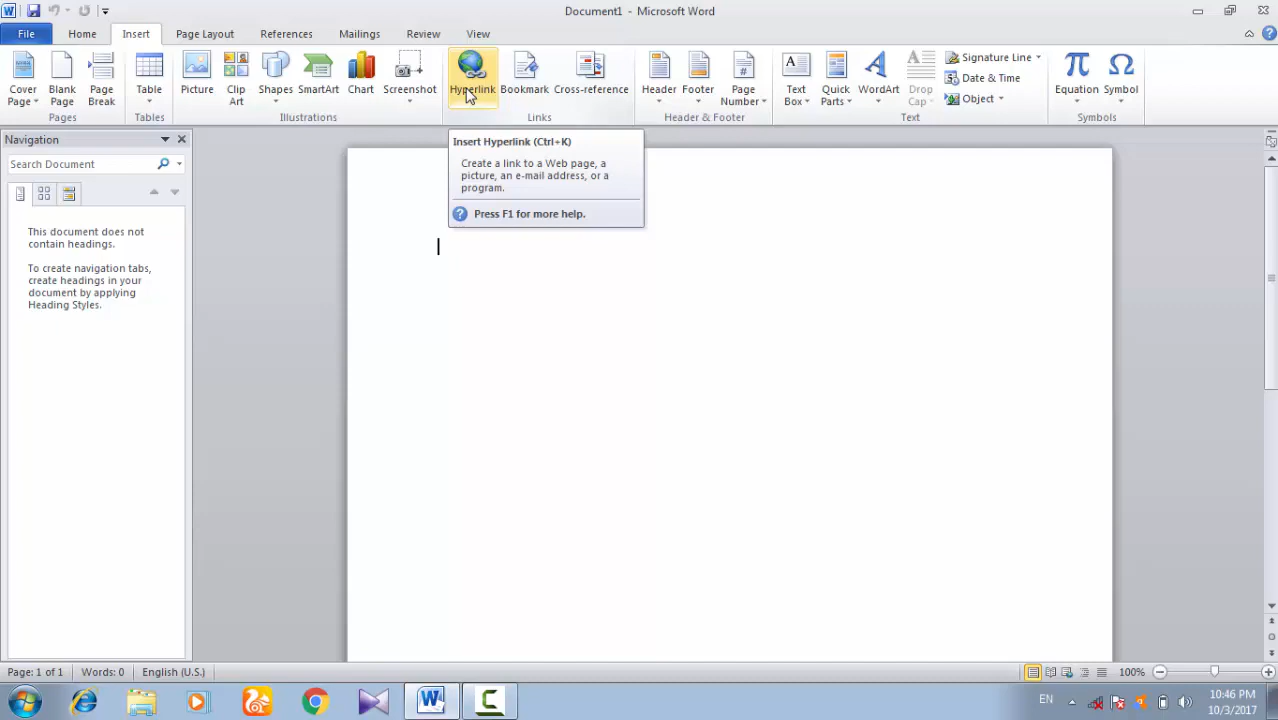 Document1 - Microsoft Word
File Home Insert Page Layout References Mailings Review View
Cover Page Blank Page Page Break Table Picture Clip Art Shapes SmartArt Chart Screenshot Hyperlink Bookmark Cross-reference Header Footer Page Number Text Box Quick Parts WordArt Drop Cap Equation Symbol
Signature Line
Date & Time
Object
Pages Tables Illustrations Links Header & Footer Text Symbols
Navigation
Search Document
This document does not
contain headings.
To create navigation tabs,
create headings in your
document by applying
Heading Styles.
Insert Hyperlink (Ctrl+K)
Create a link to a Web page, a
picture, an e-mail address, or a
program.
Press F1 for more help.
Page: 1 of 1 Words: 0 English (U.S.) 100%
EN 10:46 PM
10/3/2017